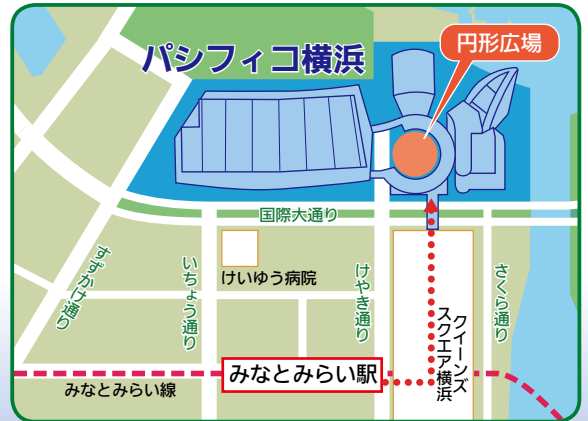 円形広場
パシフィコ横浜
国際大通り
すずかけ通り
いちょう通り
けいゆう病院
けやき通り
さくら通り
クイーンズ
スクエア横浜
みなとみらい駅
みなとみらい線